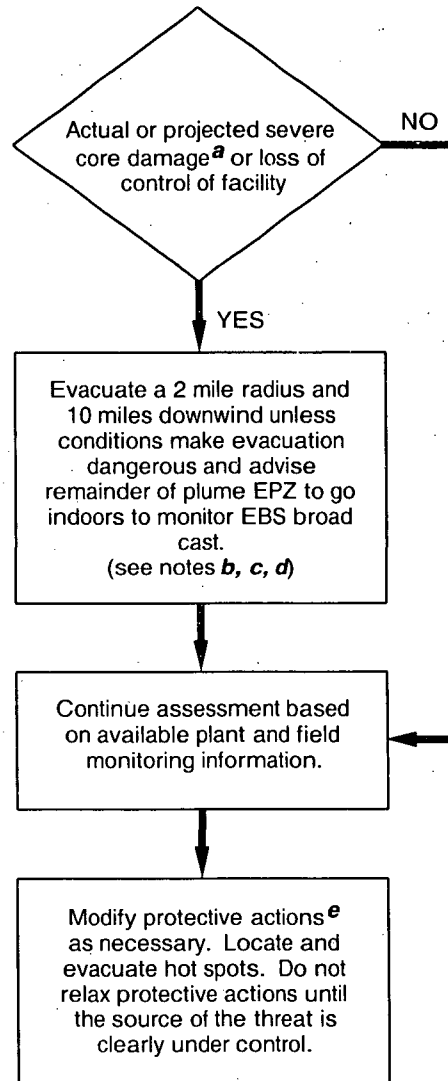 Actual or projected severe
core damage a or loss of
control of facility
NO
YES
Evacuate a 2 mile radius and
10 miles downwind unless
conditions make evacuation
dangerous and advise
remainder of plume EPZ to go
indoors to monitor EBS broad
cast.
(see notes b, c, d)
Continue assessment based
on available plant and field
monitoring information.
Modify protective actions e
as necessary. Locate and
evacuate hot spots. Do not
relax protective actions until
the source of the threat is
clearly under control.